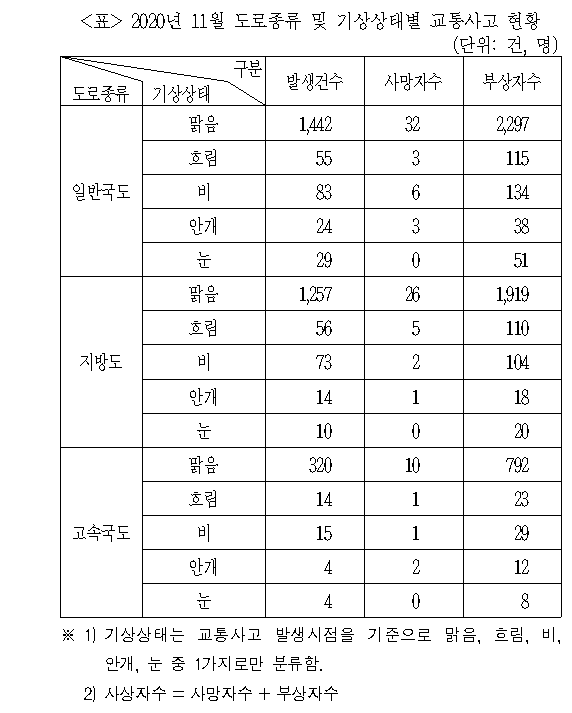 <표> 2020년 11월 도로종류 및 기상상태별 교통사고 현황
(단위: 건, 명)
구분
도로종류 기상상태 발생건수 사망자수 부상자수
일반국도 맑음 1,442 32 2,297
흐림 55 3 115
비 83 6 134
안개 24 3 38
눈 29 0 51
지방도 맑음 1,257 26 1,919
흐림 56 5 110
비 73 2 104
안개 14 1 18
눈 10 0 20
고속국도 맑음 320 10 792
흐림 14 1 23
비 15 1 29
안개 4 2 12
눈 4 0 8
※ 1) 기상상태는 교통사고 발생시점을 기준으로 맑음, 흐림, 비,
안개, 눈 중 1가지로만 분류함.
2) 사상자수 = 사망자수 + 부상자수